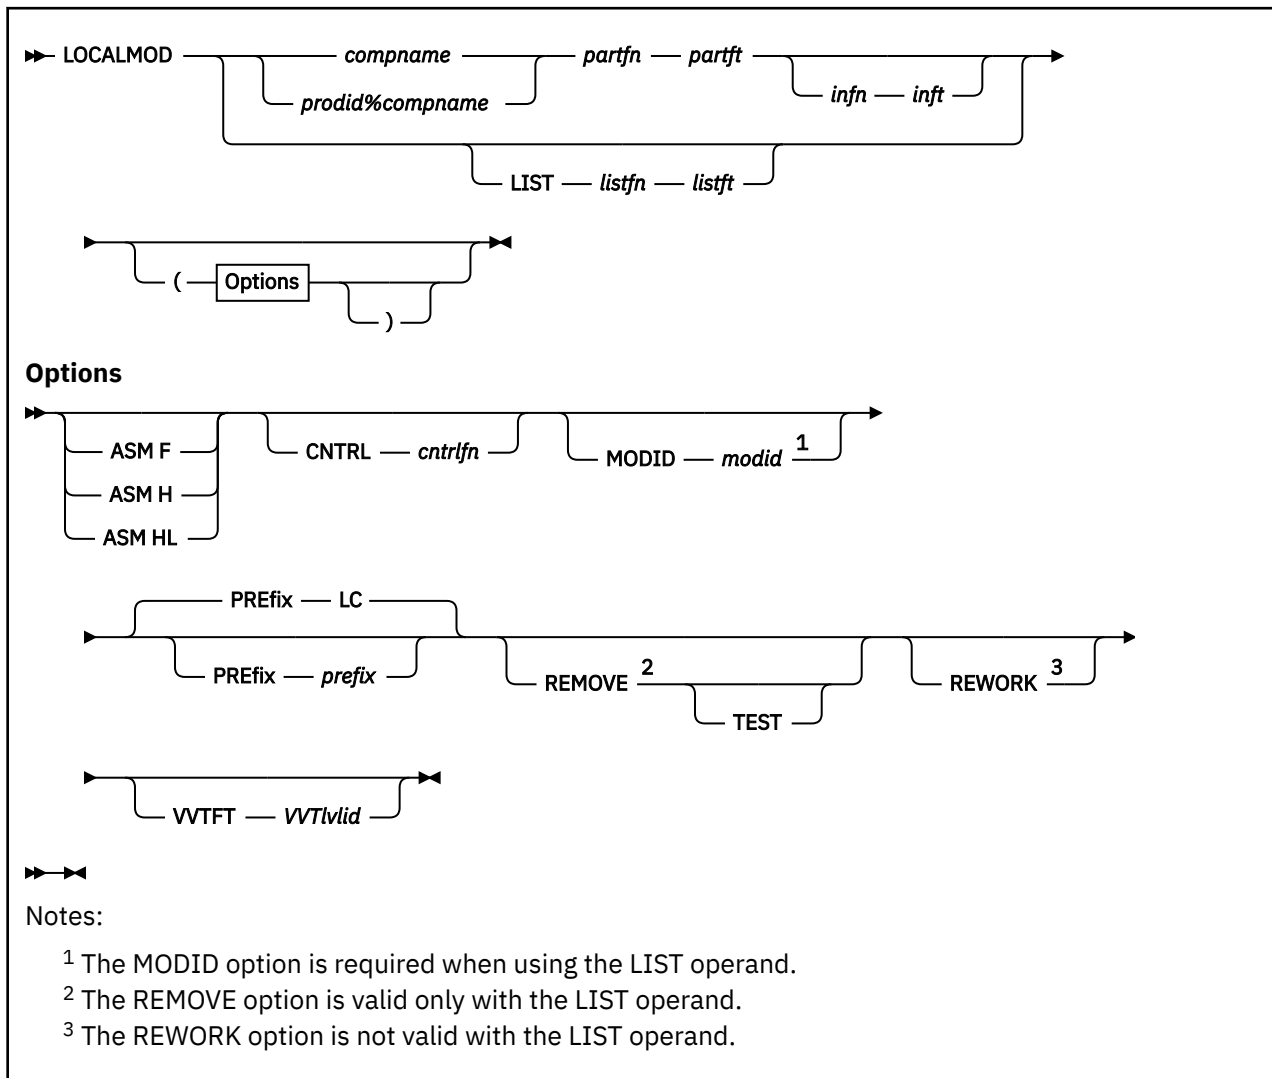 LOCALMOD compname partfn partft
prodid%compname infn inft
LIST listfn listft
( Options
)
Options
ASM F CNTRL cntrlfn MODID modid 1
ASM H
ASM HL
PREfix LC
PREfix prefix REMOVE 2 REWORK 3
TEST
VVTFT VVTlvlid
Notes:
1 The MODID option is required when using the LIST operand.
2 The REMOVE option is valid only with the LIST operand.
3 The REWORK option is not valid with the LIST operand.